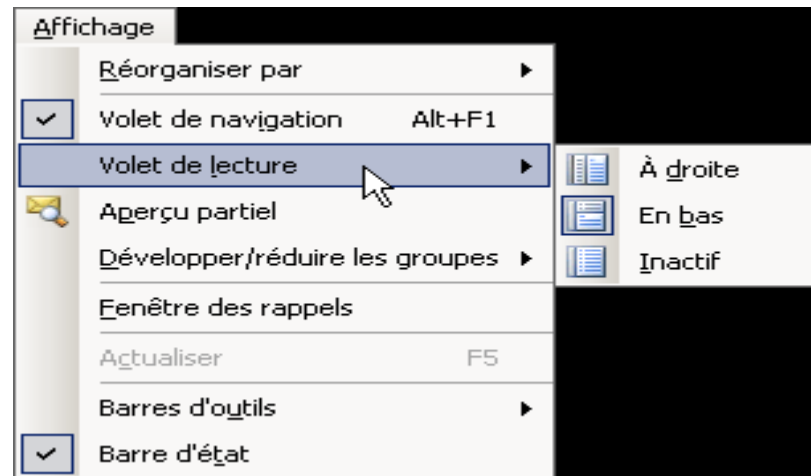 Affichage
Réorganiser par
Volet de navigation Alt+F1
Volet de lecture
À droite
Aperçu partiel
En bas
Développer/réduire les groupes
Inactif
Fenêtre des rappels
Actualiser F5
Barres d'outils
Barre d'état